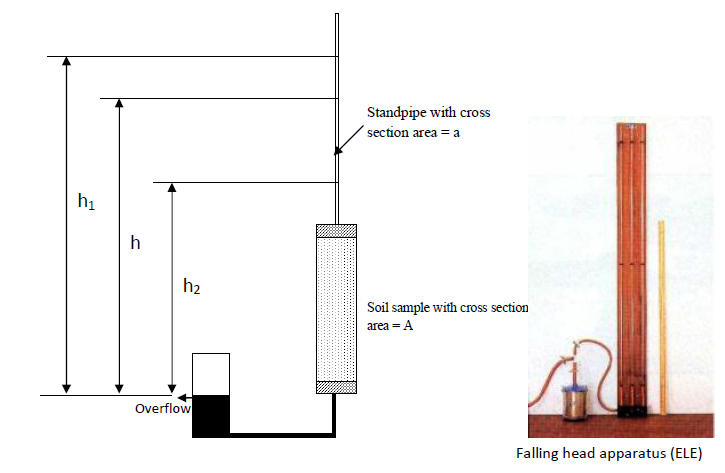 Standpipe with cross
section area = a
h₁
h
h₂
Soil sample with cross section
area = A
Overflow
Falling head apparatus (ELE)